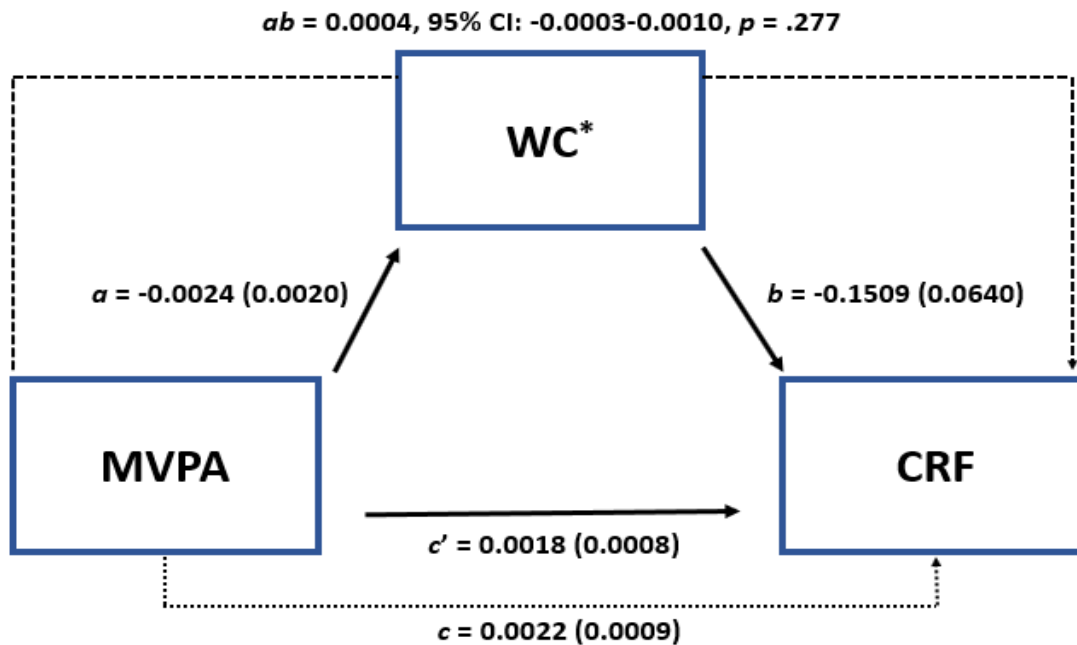 ab = 0.0004, 95% CI: -0.0003-0.0010, p = .277
WC*
a = -0.0024 (0.0020)
b = -0.1509 (0.0640)
MVPA
CRF
c’ = 0.0018 (0.0008)
c = 0.0022 (0.0009)